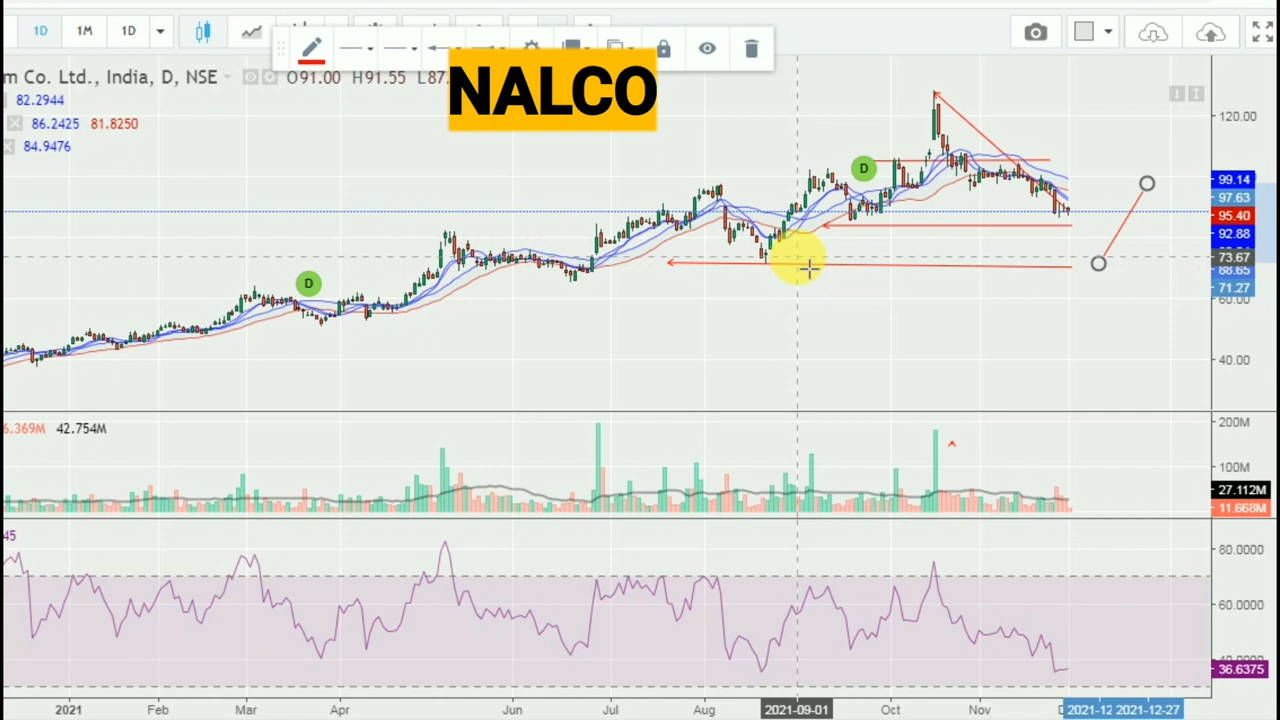 1D 1M 1D
NALCO
m Co. Ltd., India, D, NSE O91.00 H91.55 L87.
82.2944
86.2425 81.8250
84.9476
D
D
120.00
99.14
97.63
95.40
92.88
73.67
88.65
71.27
60.00
40.00
6.369M 42.754M
200M
100M
27.112M
11.668M
45
80.0000
60.0000
36.6375
2021 Feb Mar Apr Jun Jul Aug 2021-09-01 Oct Nov 2021-12 2021-12-27